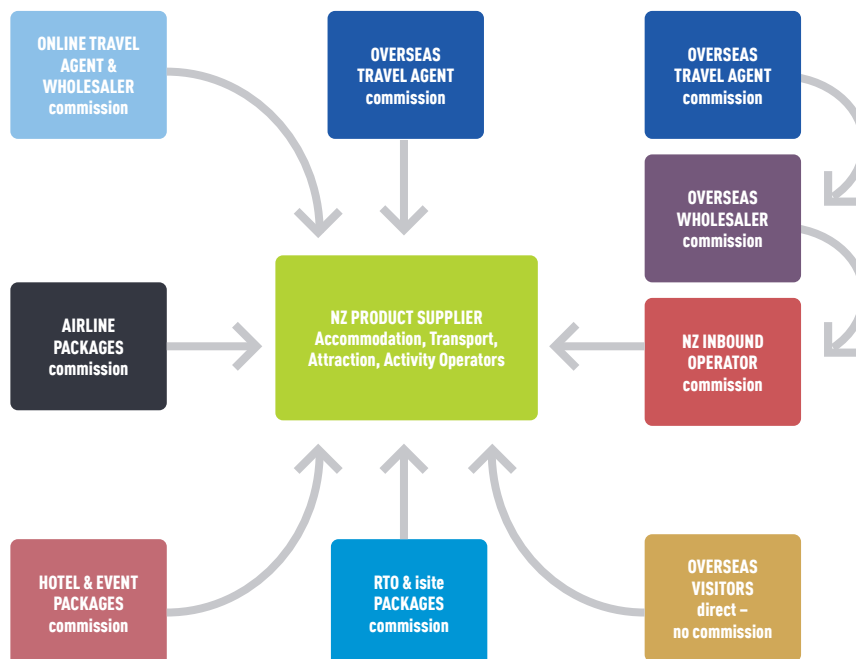 ONLINE TRAVEL
AGENT &
WHOLESALER
commission
OVERSEAS
TRAVEL AGENT
commission
OVERSEAS
TRAVEL AGENT
commission
OVERSEAS
WHOLESALER
commission
NZ PRODUCT SUPPLIER
Accommodation, Transport,
Attraction, Activity Operators
AIRLINE
PACKAGES
commission
NZ INBOUND
OPERATOR
commission
HOTEL & EVENT
PACKAGES
commission
RTO & isite
PACKAGES
commission
OVERSEAS
VISITORS
direct –
no commission